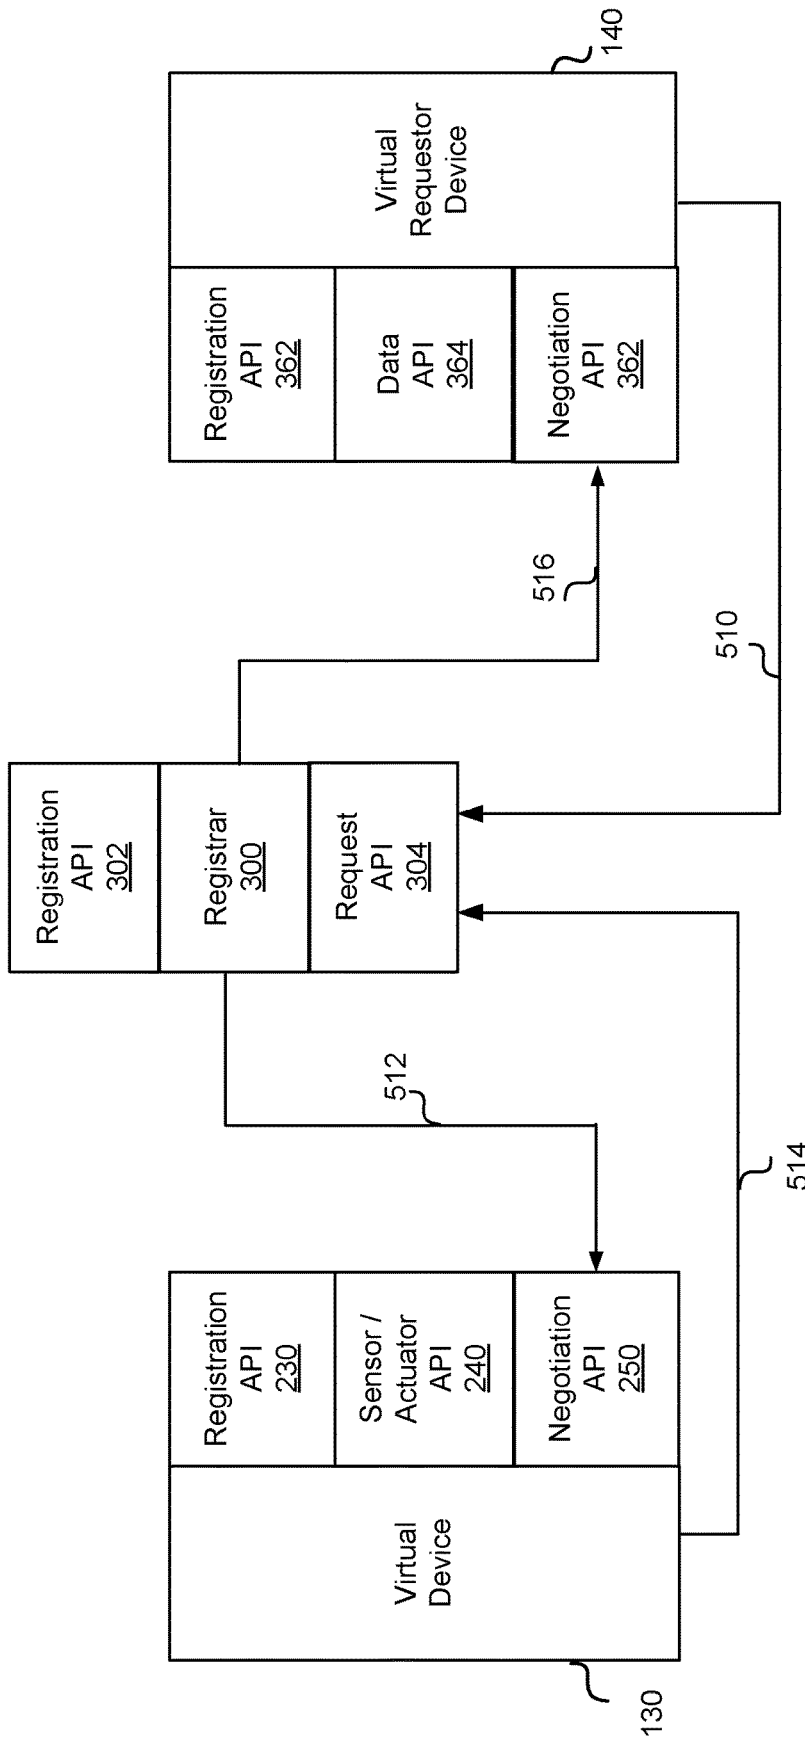 Registration
API
302
Registrar
300
Request
API
304
Registration
API
230
Sensor /
Actuator
API
240
Negotiation
API
250
Virtual
Device
130
Registration
API
362
Data
API
364
Negotiation
API
362
Virtual
Requestor
Device
140
512
516
514
510